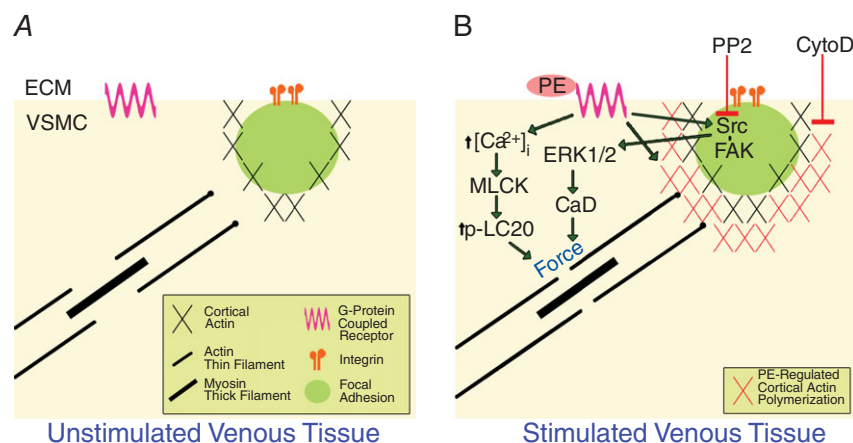 A
ECM
VSMC
Cortical
Actin
Actin
Thin Filament
Myosin
Thick Filament
G-Protein
Coupled
Receptor
Integrin
Focal
Adhesion
Unstimulated Venous Tissue
B
PP2
CytoD
PE
Src
FAK
↑[Ca²⁺]i
ERK1/2
MLCK
CaD
↑p-LC20
Force
PE-Regulated
Cortical Actin
Polymerization
Stimulated Venous Tissue